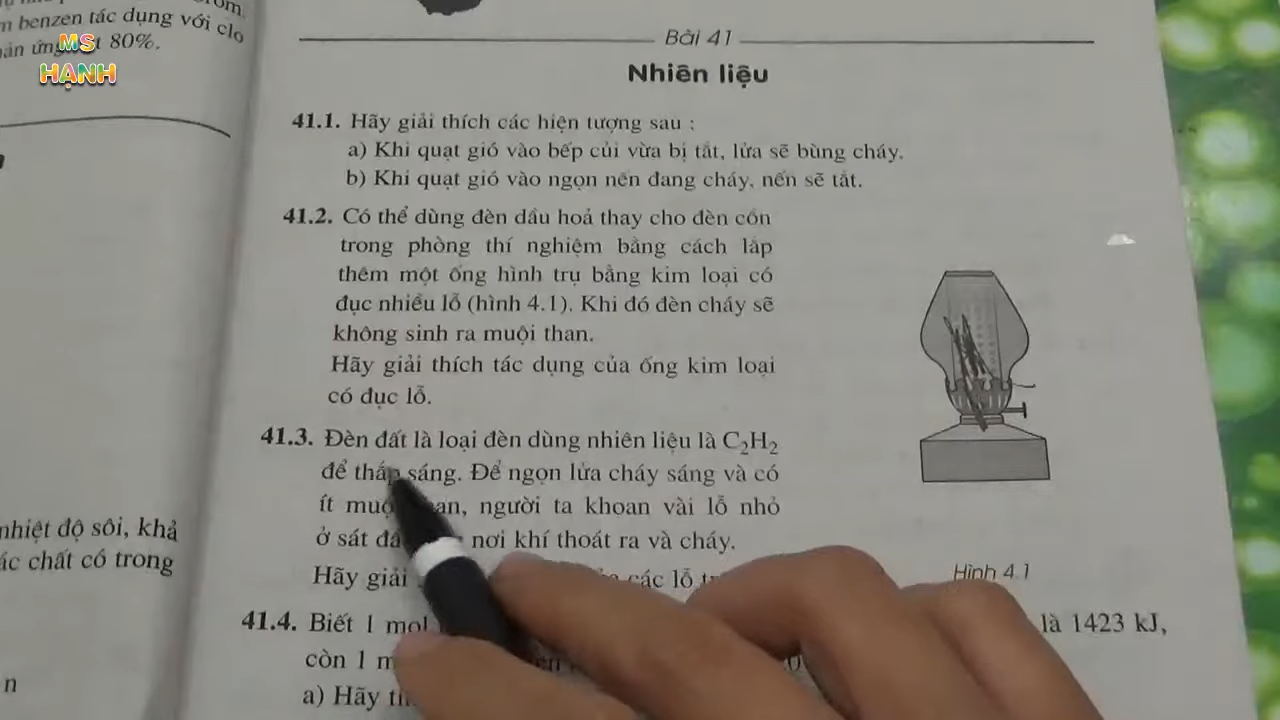 m benzen tác dụng với clo
80%.
MS
HẠNH
nhiệt độ sôi, khả
các chất có trong
n
Bài 41
Nhiên liệu
41.1. Hãy giải thích các hiện tượng sau :
a) Khi quạt gió vào bếp củi vừa bị tắt, lửa sẽ bùng cháy.
b) Khi quạt gió vào ngọn nến đang cháy, nến sẽ tắt.
41.2. Có thể dùng đèn dầu hoả thay cho đèn cồn
trong phòng thí nghiệm bằng cách lắp
thêm một ống hình trụ bằng kim loại có
đục nhiều lỗ (hình 4.1). Khi đó đèn cháy sẽ
không sinh ra muội than.
Hãy giải thích tác dụng của ống kim loại
có đục lỗ.
41.3. Đèn đất là loại đèn dùng nhiên liệu là C₂H₂
để thắp sáng. Để ngọn lửa cháy sáng và có
ít người ta khoan vài lỗ nhỏ
ở sát nơi khí thoát ra và cháy.
Hãy giải các lỗ
Hình 4.1
41.4. Biết 1 mol là 1423 kJ,
còn 1
a) Hãy